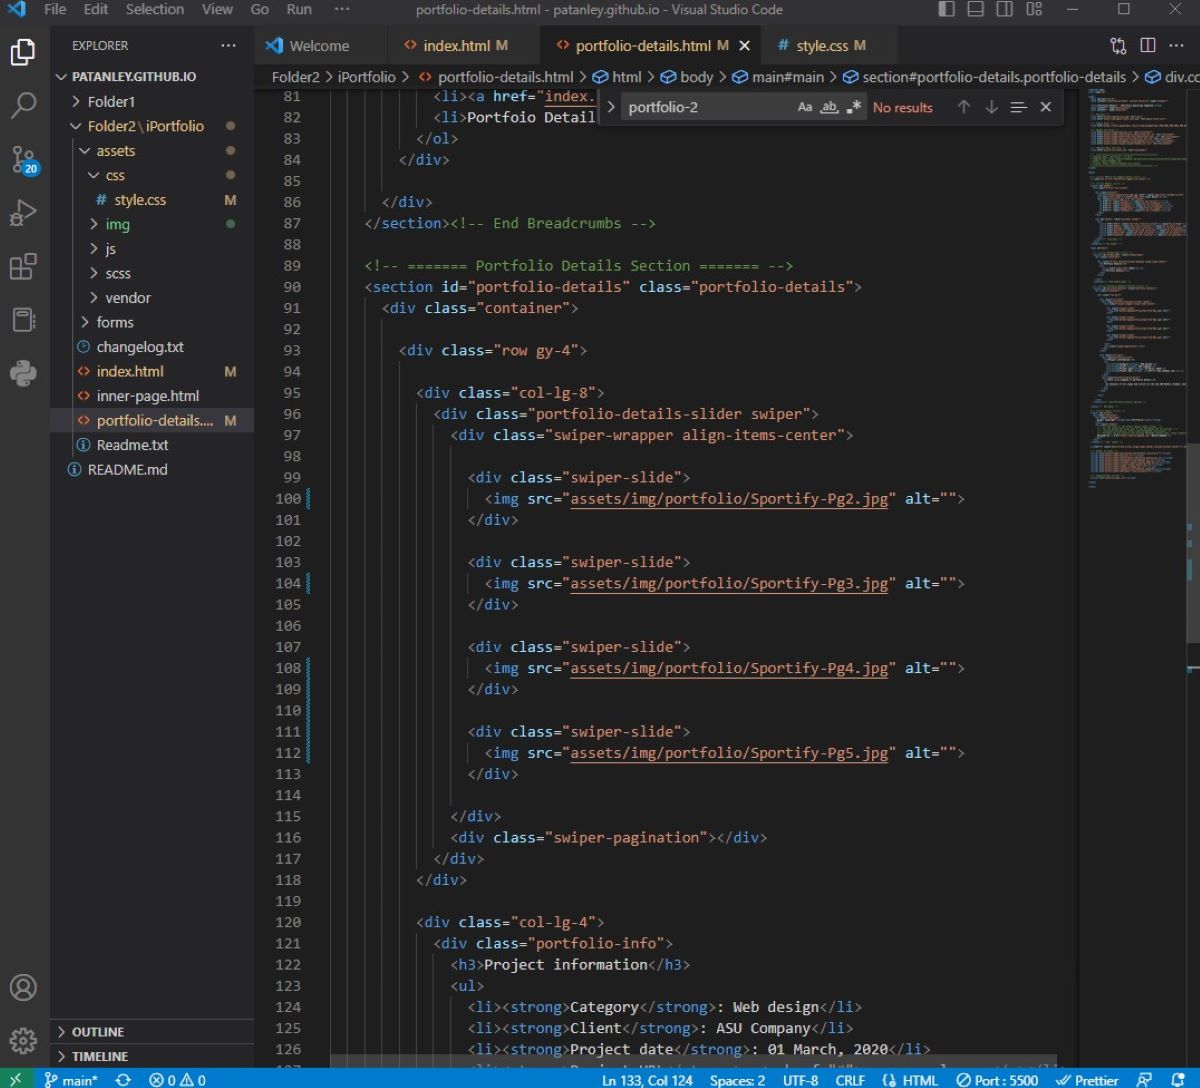 File Edit Selection View Go Run ··· portfolio-details.html - patanley.github.io - Visual Studio Code
EXPLORER ···
Welcome index.html M portfolio-details.html M style.css M
PATANLEY.GITHUB.IO
Folder1
Folder2 \ iPortfolio
assets
css
# style.css M
img
js
scss
vendor
forms
changelog.txt
index.html M
inner-page.html
portfolio-details.... M
Readme.txt
README.md
20
OUTLINE
TIMELINE
Folder2 > iPortfolio > portfolio-details.html > html > body > main#main > section#portfolio-details.portfolio-details > div.co
portfolio-2 Aa ab .* No results
81 <li><a href="index.
82 <li>Portfoio Detail
83 </ol>
84 </div>
85
86 </div>
87 </section><!-- End Breadcrumbs -->
88
89 <!-- ======= Portfolio Details Section ======= -->
90 <section id="portfolio-details" class="portfolio-details">
91 <div class="container">
92
93 <div class="row gy-4">
94
95 <div class="col-lg-8">
96 <div class="portfolio-details-slider swiper">
97 <div class="swiper-wrapper align-items-center">
98
99 <div class="swiper-slide">
100 <img src="assets/img/portfolio/Sportify-Pg2.jpg" alt="">
101 </div>
102
103 <div class="swiper-slide">
104 <img src="assets/img/portfolio/Sportify-Pg3.jpg" alt="">
105 </div>
106
107 <div class="swiper-slide">
108 <img src="assets/img/portfolio/Sportify-Pg4.jpg" alt="">
109 </div>
110
111 <div class="swiper-slide">
112 <img src="assets/img/portfolio/Sportify-Pg5.jpg" alt="">
113 </div>
114
115 </div>
116 <div class="swiper-pagination"></div>
117 </div>
118 </div>
119
120 <div class="col-lg-4">
121 <div class="portfolio-info">
122 <h3>Project information</h3>
123 <ul>
124 <li><strong>Category</strong>: Web design</li>
125 <li><strong>Client</strong>: ASU Company</li>
126 <li><strong>Project date</strong>: 01 March, 2020</li>
main* 0 0 Ln 133, Col 124 Spaces: 2 UTF-8 CRLF HTML Port : 5500 Prettier